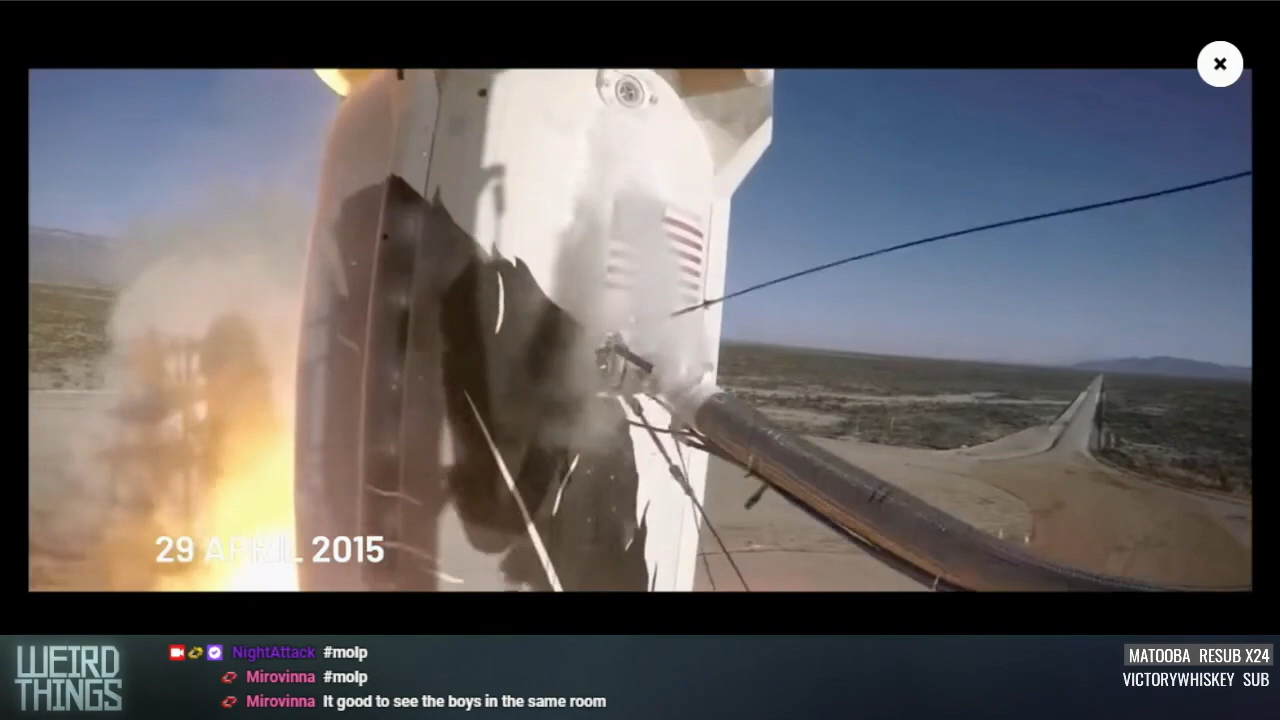 29 APRIL 2015
WEIRD
THINGS
NightAttack #molp
Mirovinna #molp
Mirovinna It good to see the boys in the same room
MATOOBA RESUB X24
VICTORYWHISKEY SUB